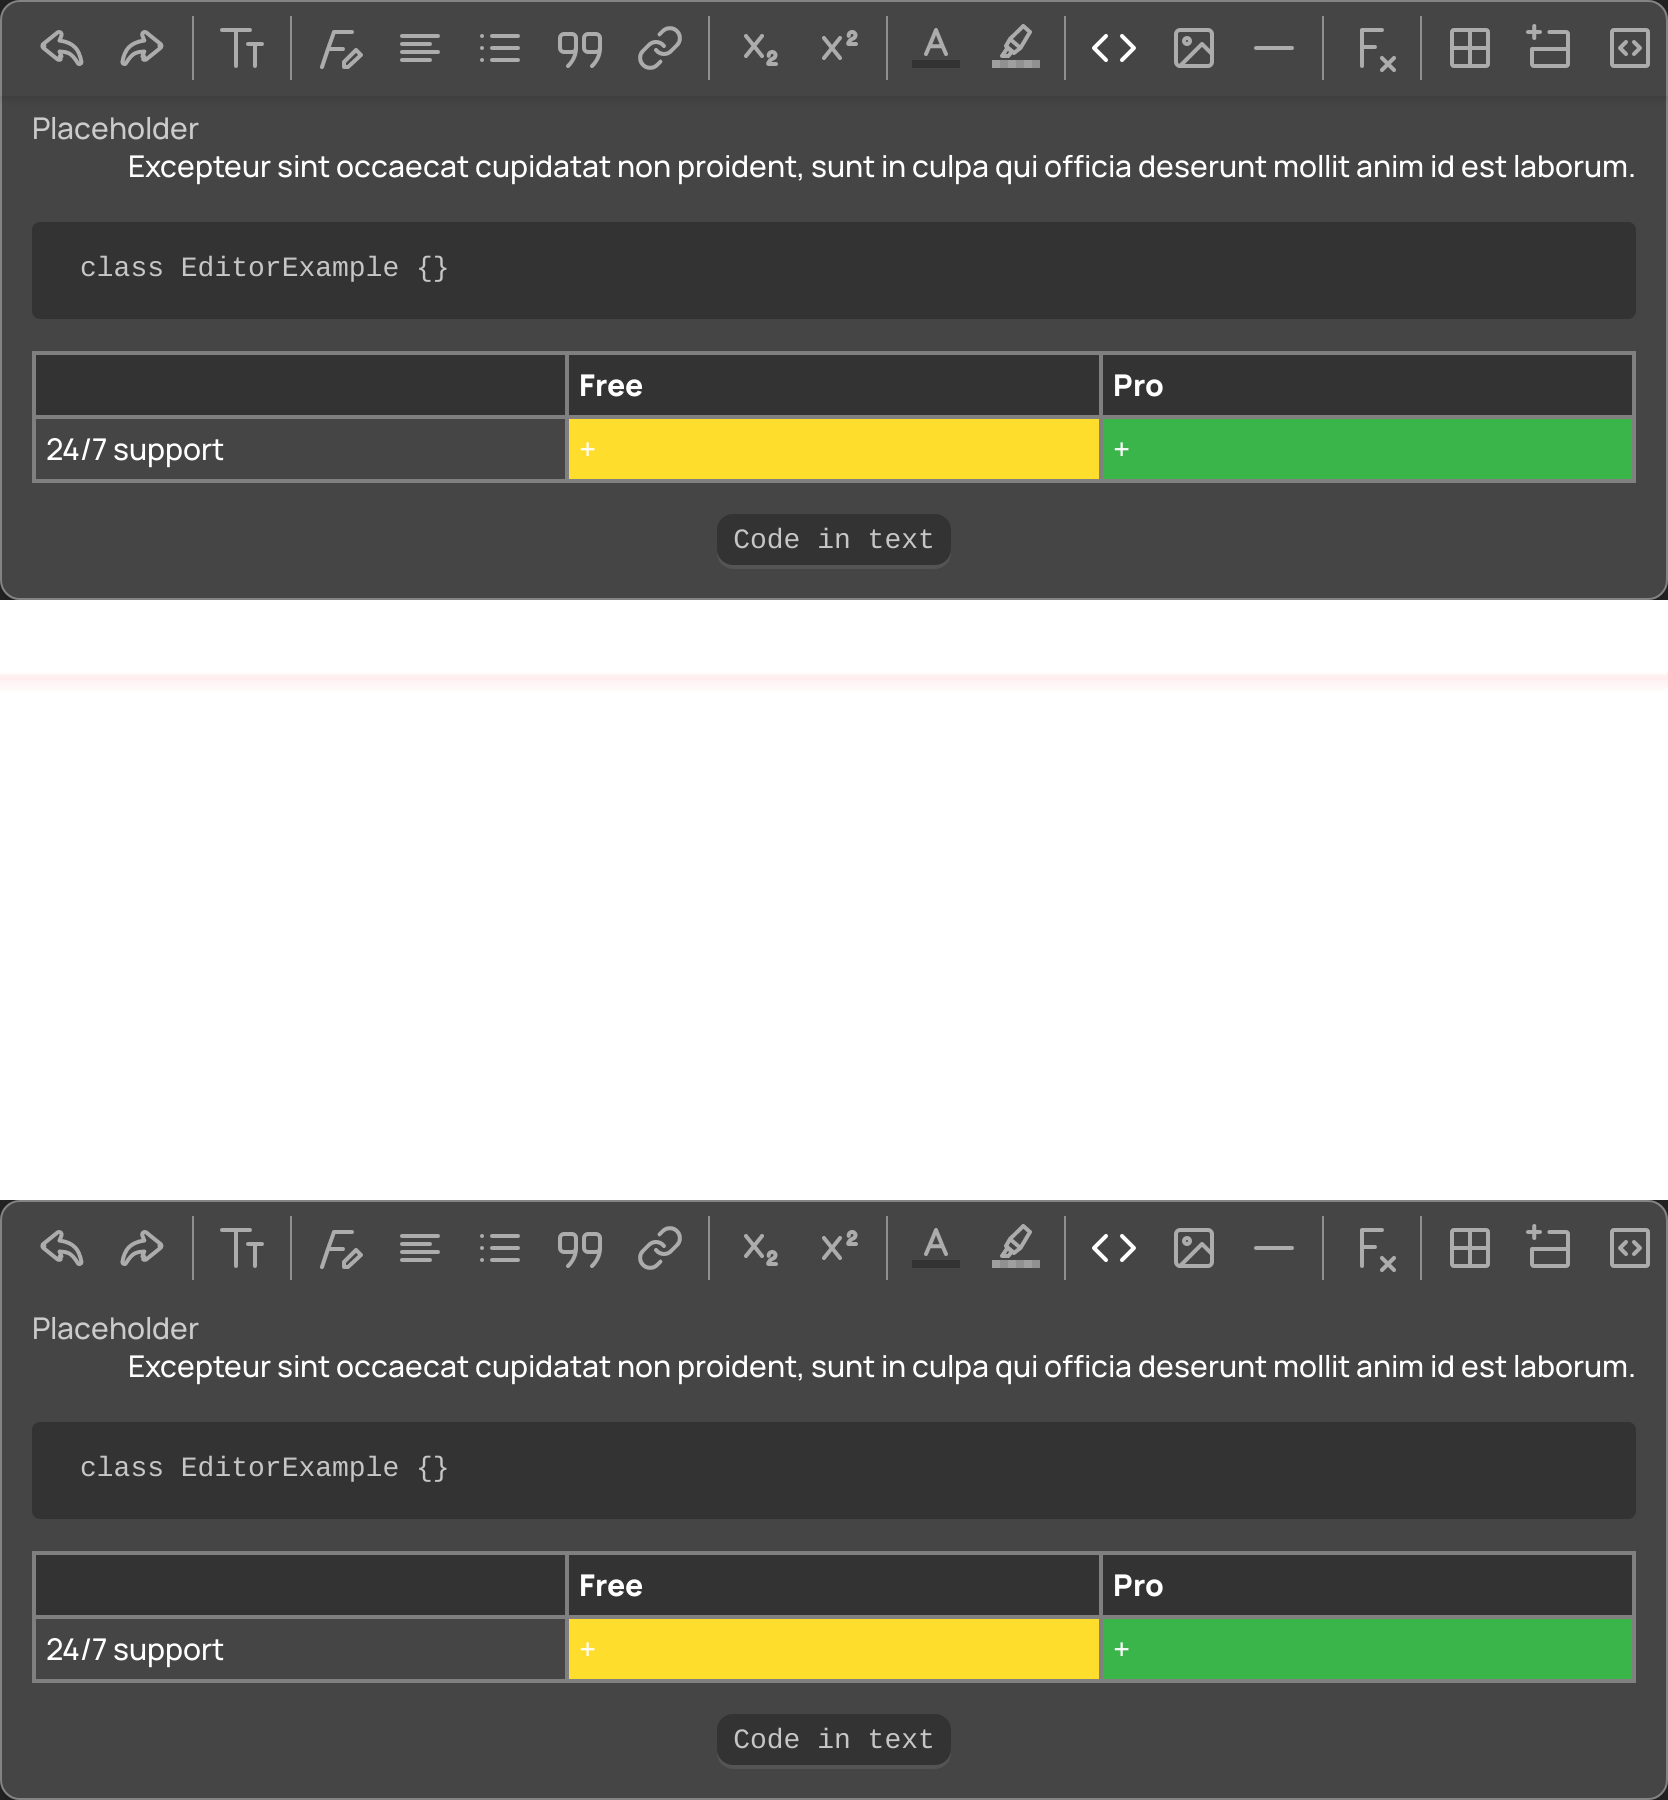 Placeholder
Excepteur sint occaecat cupidatat non proident, sunt in culpa qui officia deserunt mollit anim id est laborum.
class EditorExample {}
Free Pro
24/7 support + +
Code in text
Placeholder
Excepteur sint occaecat cupidatat non proident, sunt in culpa qui officia deserunt mollit anim id est laborum.
class EditorExample {}
Free Pro
24/7 support + +
Code in text